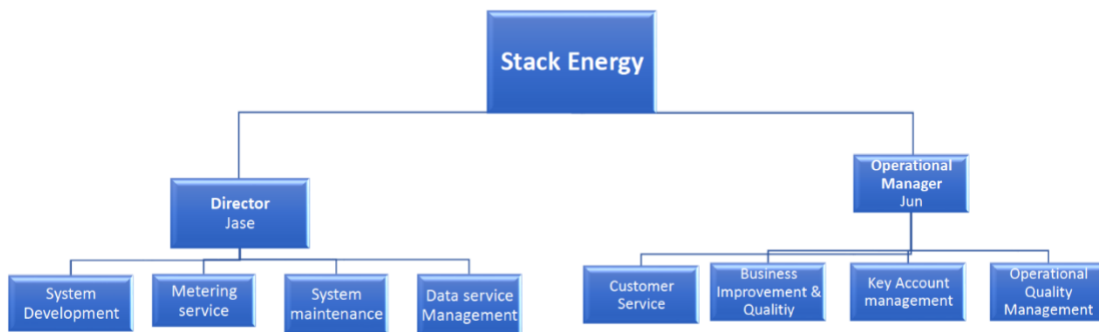 Stack Energy
Director
Jase
Operational
Manager
Jun
System
Development
Metering
service
System
maintenance
Data service
Management
Customer
Service
Business
Improvement &
Qualitiy
Key Account
management
Operational
Quality
Management